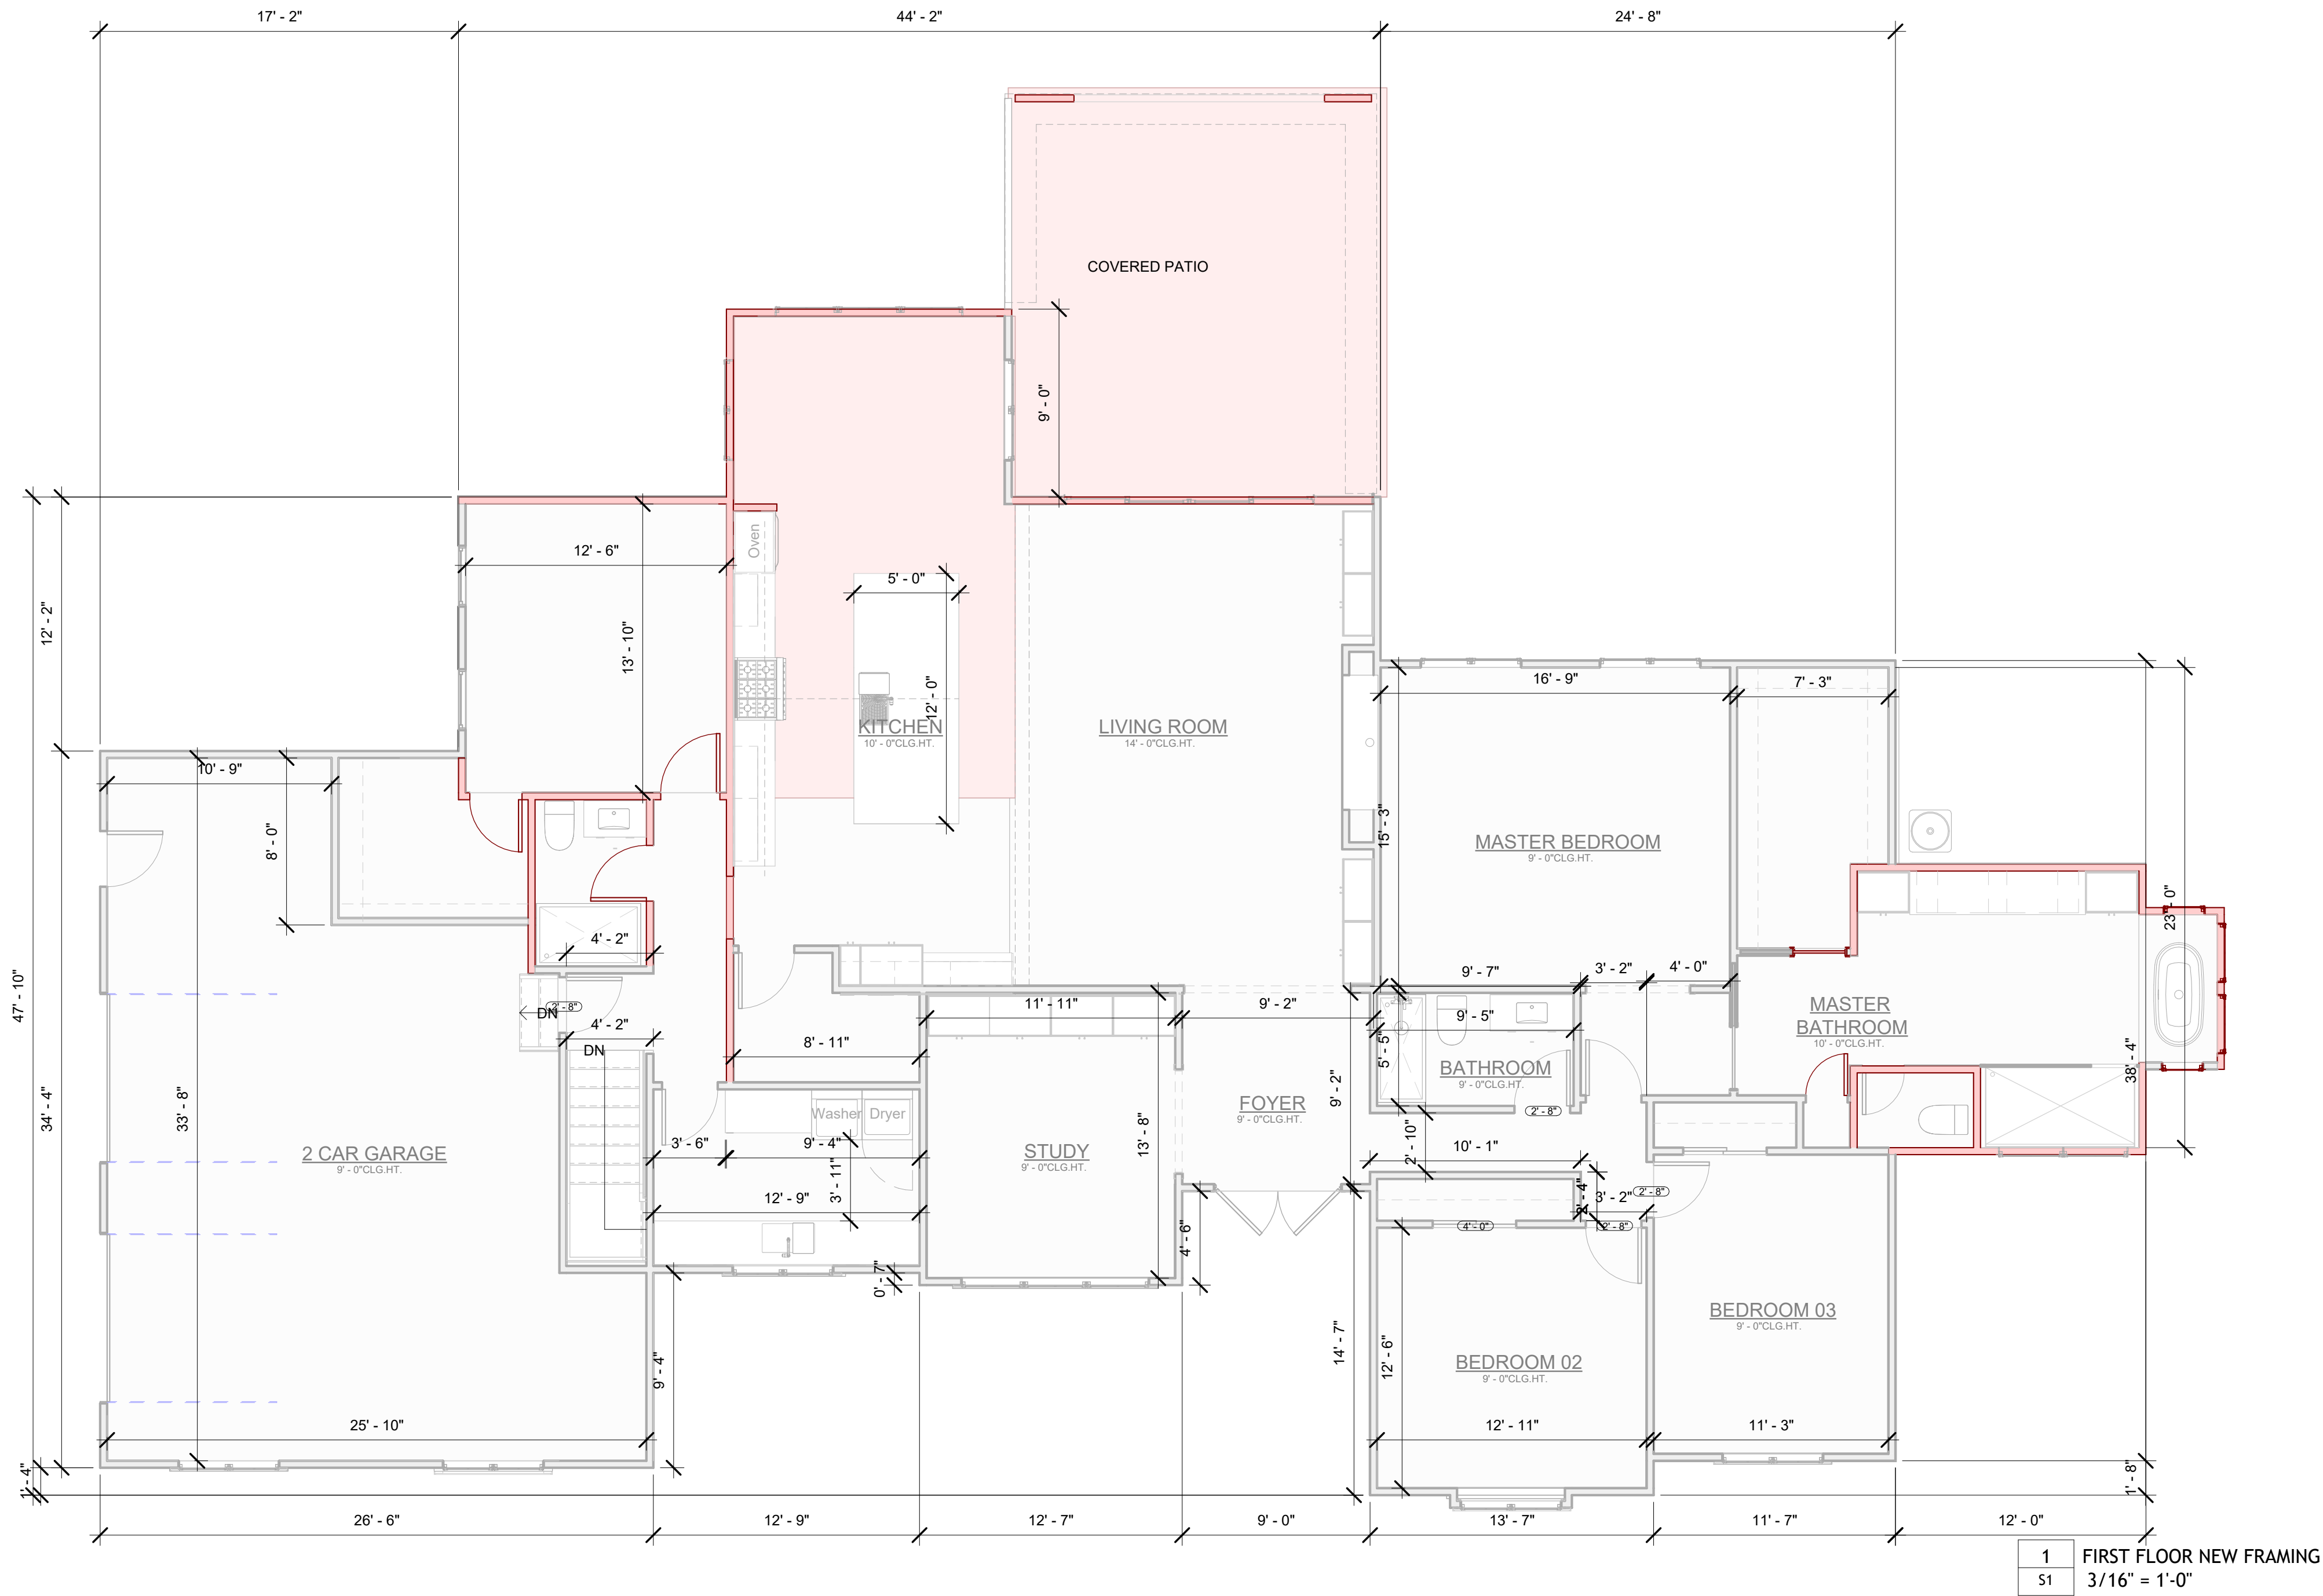 17' - 2"
44' - 2"
24' - 8"
COVERED PATIO
9' - 0"
Oven
12' - 6"
5' - 0"
12' - 2"
13' - 10"
12' - 0"
16' - 9"
7' - 3"
KITCHEN
10' - 0"CLG.HT.
LIVING ROOM
14' - 0"CLG.HT.
10' - 9"
8' - 0"
15' - 3"
MASTER BEDROOM
9' - 0"CLG.HT.
23' - 0"
4' - 2"
9' - 7"
3' - 2"
4' - 0"
47' - 10"
2' - 8"
DN
11' - 11"
9' - 2"
9' - 5"
MASTER
BATHROOM
10' - 0"CLG.HT.
4' - 2"
DN
8' - 11"
5' - 5"
BATHROOM
9' - 0"CLG.HT.
38' - 4"
34' - 4"
33' - 8"
Washer
Dryer
9' - 2"
FOYER
9' - 0"CLG.HT.
2' - 8"
2 CAR GARAGE
9' - 0"CLG.HT.
3' - 6"
9' - 4"
13' - 8"
STUDY
9' - 0"CLG.HT.
2' - 10"
10' - 1"
3' - 11"
12' - 9"
2' - 4"
3' - 2"
2' - 8"
4' - 0"
2' - 8"
4' - 6"
0' - 7"
BEDROOM 03
9' - 0"CLG.HT.
14' - 7"
12' - 6"
9' - 4"
BEDROOM 02
9' - 0"CLG.HT.
25' - 10"
12' - 11"
11' - 3"
1' - 4"
1' - 8"
26' - 6"
12' - 9"
12' - 7"
9' - 0"
13' - 7"
11' - 7"
12' - 0"
1 FIRST FLOOR NEW FRAMING
S1 3/16" = 1'-0"